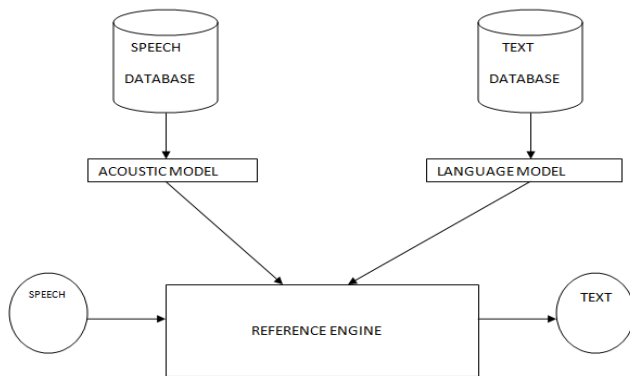 SPEECH
DATABASE
TEXT
DATABASE
ACOUSTIC MODEL
LANGUAGE MODEL
SPEECH
REFERENCE ENGINE
TEXT